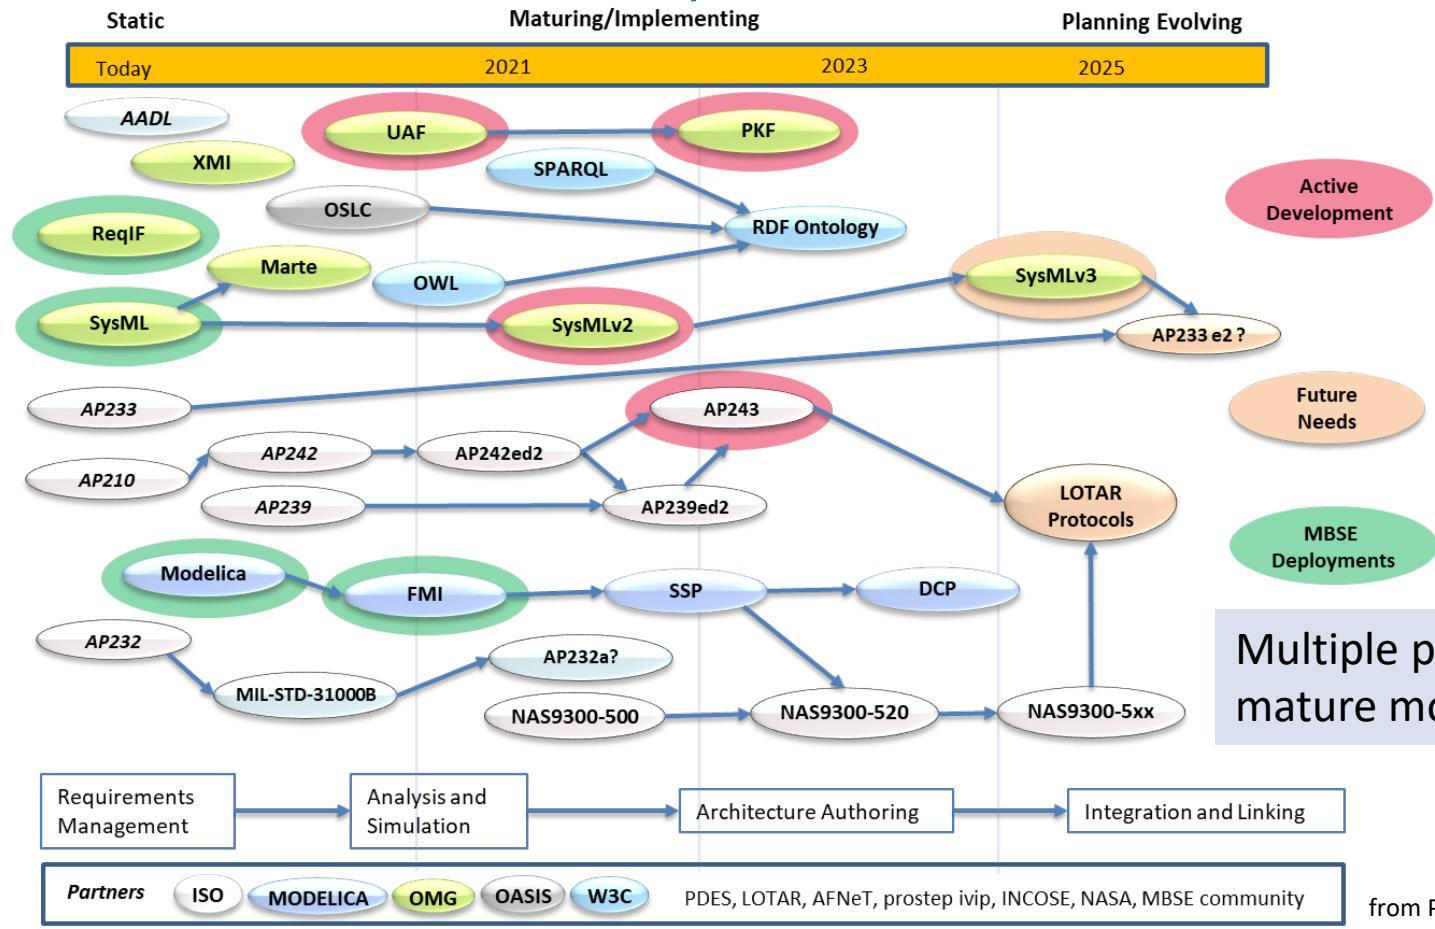 Static
Maturing/Implementing
Planning Evolving
Today
2021
2023
2025
AADL
UAF
PKF
XMI
SPARQL
Active
Development
OSLC
RDF Ontology
ReqIF
Marte
OWL
SysMLv3
SysML
SysMLv2
AP233 e2 ?
AP233
AP243
Future
Needs
AP242
AP242ed2
AP210
AP239
AP239ed2
LOTAR
Protocols
MBSE
Deployments
Modelica
FMI
SSP
DCP
AP232
AP232a?
MIL-STD-31000B
NAS9300-500
NAS9300-520
NAS9300-5xx
Multiple p
mature mo
Requirements
Management
Analysis and
Simulation
Architecture Authoring
Integration and Linking
Partners
ISO
MODELICA
OMG
OASIS
W3C
PDES, LOTAR, AFNeT, prostep ivip, INCOSE, NASA, MBSE community
from P